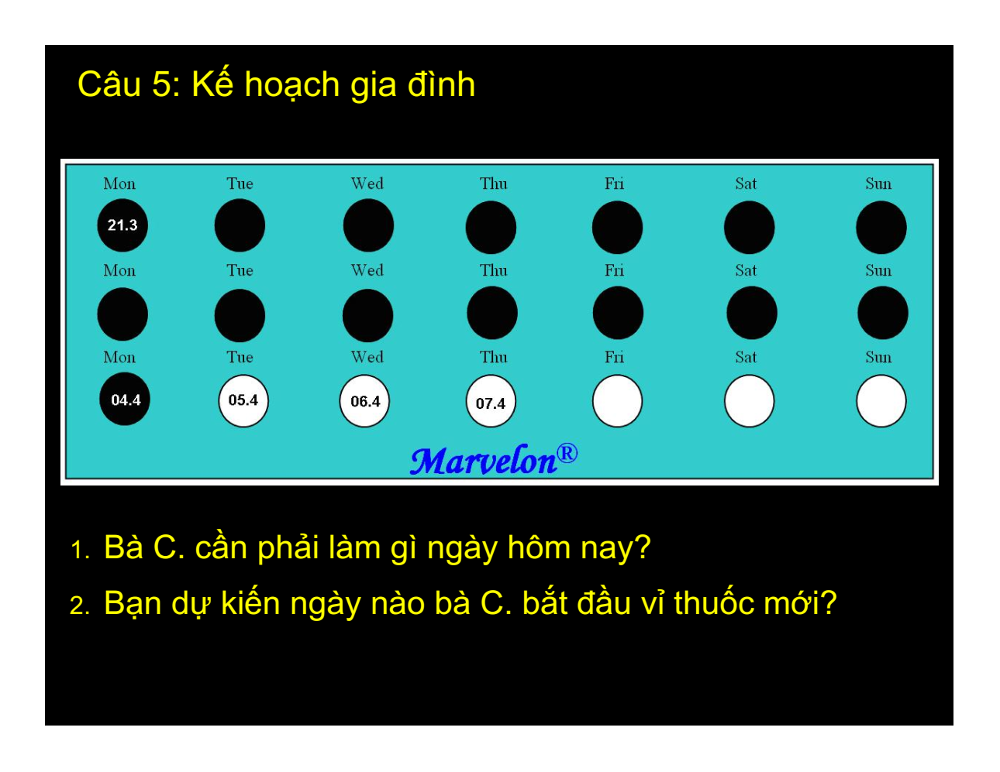 Câu 5: Kế hoạch gia đình
Mon Tue Wed Thu Fri Sat Sun
21.3
Mon Tue Wed Thu Fri Sat Sun
Mon Tue Wed Thu Fri Sat Sun
04.4 05.4 06.4 07.4
Marvelon®
1. Bà C. cần phải làm gì ngày hôm nay?
2. Bạn dự kiến ngày nào bà C. bắt đầu vỉ thuốc mới?